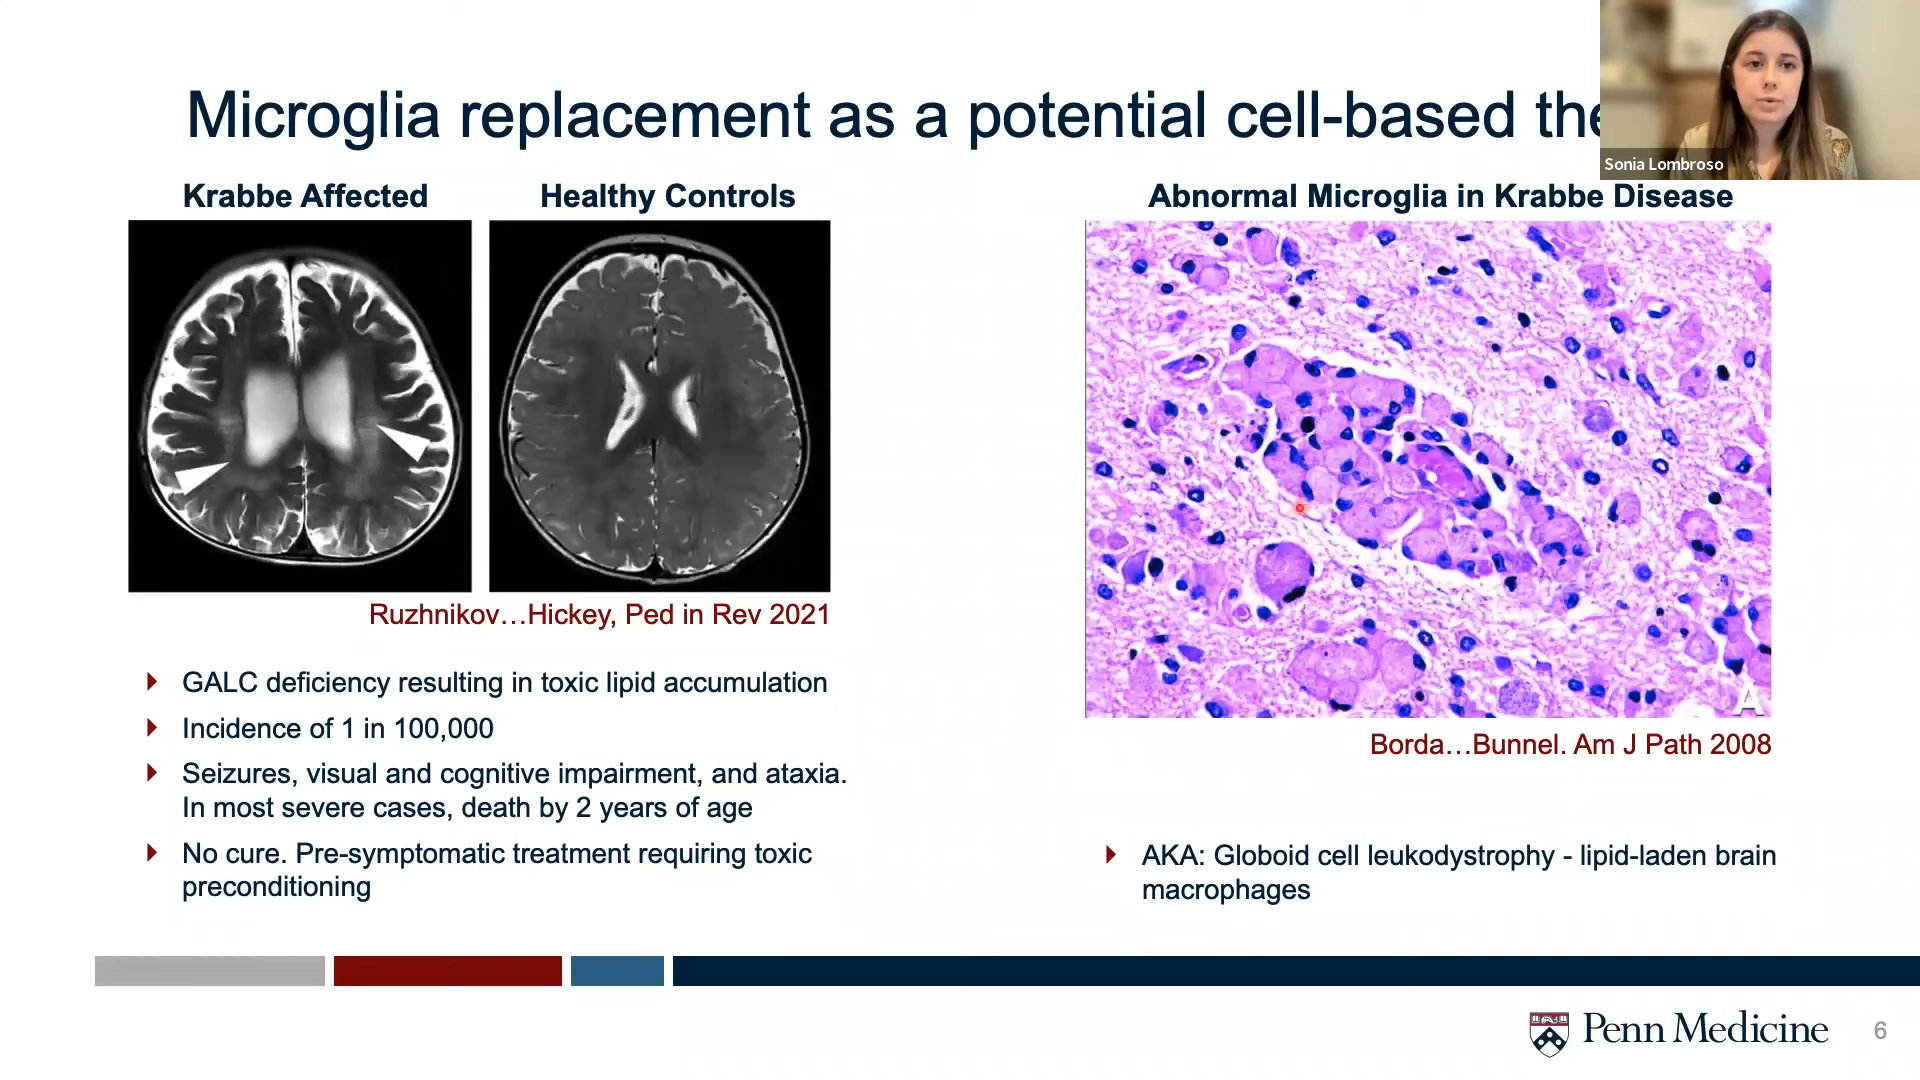 Microglia replacement as a potential cell-based the
Sonia Lombroso
Krabbe Affected
Healthy Controls
Abnormal Microglia in Krabbe Disease
A
Ruzhnikov…Hickey, Ped in Rev 2021
Borda…Bunnel. Am J Path 2008
GALC deficiency resulting in toxic lipid accumulation
Incidence of 1 in 100,000
Seizures, visual and cognitive impairment, and ataxia.
In most severe cases, death by 2 years of age
No cure. Pre-symptomatic treatment requiring toxic
preconditioning
AKA: Globoid cell leukodystrophy - lipid-laden brain
macrophages
Penn Medicine
6